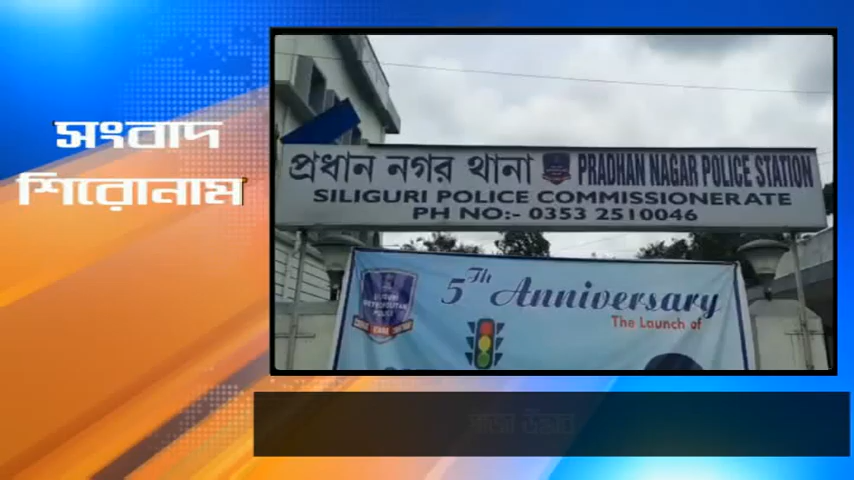 সংবাদ
শিরোনাম
প্রধান নগর থানা PRADHAN NAGAR POLICE STATION
SILIGURI POLICE COMMISSIONERATE
PH NO:- 0353 2510046
5Th Anniversary
The Launch of